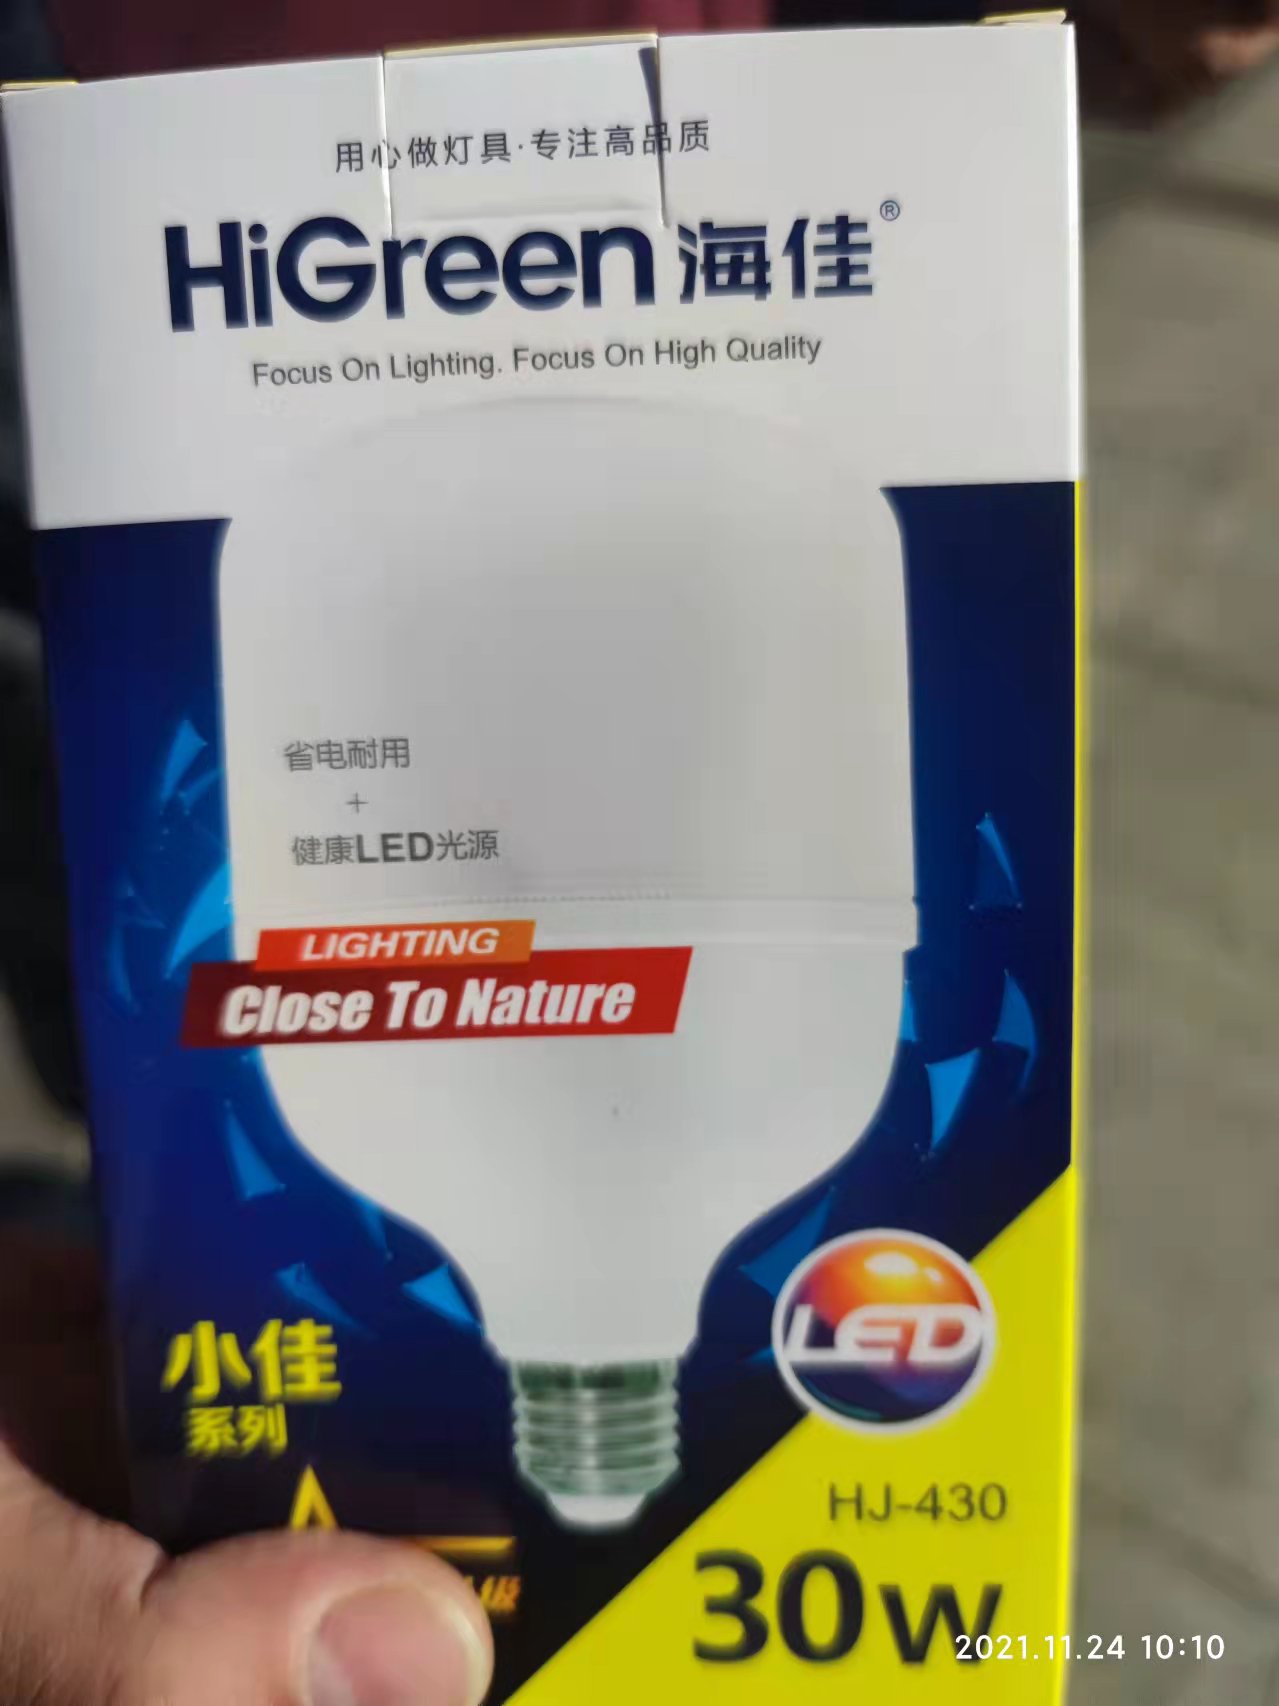 用心做灯具·专注高品质
HiGreen海佳®
Focus On Lighting. Focus On High Quality
省电耐用
+
健康LED光源
LIGHTING
Close To Nature
小佳
系列
LED
HJ-430
30W
2021.11.24 10:10